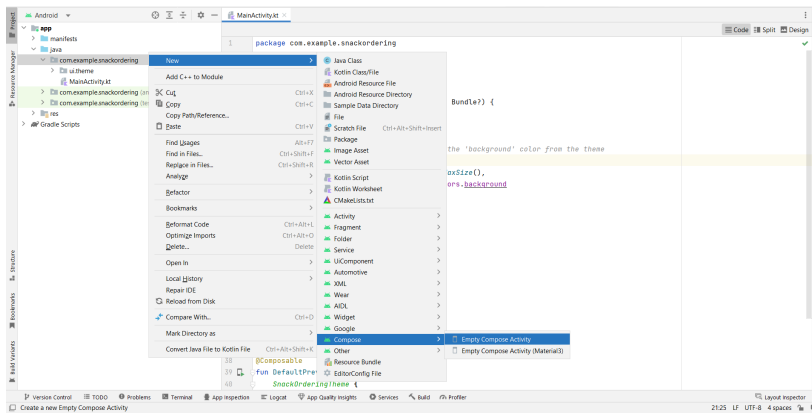 Android
MainActivity.kt
Project
app
manifests
java
com.example.snackordering
ui.theme
MainActivity.kt
com.example.snackordering (an
com.example.snackordering (te
res
Gradle Scripts
Resource Manager
Structure
Bookmarks
Build Variants
Code Split Design
1 package com.example.snackordering
Bundle?) {
the 'background' color from the theme
oxSize(),
ors.background
38 @Composable
39 fun DefaultPrev
40 SnackOrderingTheme {
New
Add C++ to Module
Cut Ctrl+X
Copy Ctrl+C
Copy Path/Reference...
Paste Ctrl+V
Find Usages Alt+F7
Find in Files... Ctrl+Shift+F
Replace in Files... Ctrl+Shift+R
Analyze
Refactor
Bookmarks
Reformat Code Ctrl+Alt+L
Optimize Imports Ctrl+Alt+O
Delete... Delete
Open In
Local History
Repair IDE
Reload from Disk
Compare With... Ctrl+D
Mark Directory as
Convert Java File to Kotlin File Ctrl+Alt+Shift+K
Java Class
Kotlin Class/File
Android Resource File
Android Resource Directory
Sample Data Directory
File
Scratch File Ctrl+Alt+Shift+Insert
Package
Image Asset
Vector Asset
Kotlin Script
Kotlin Worksheet
CMakeLists.txt
Activity
Fragment
Folder
Service
UiComponent
Automotive
XML
Wear
AIDL
Widget
Google
Compose
Other
Resource Bundle
EditorConfig File
Empty Compose Activity
Empty Compose Activity (Material3)
Version Control TODO Problems Terminal App Inspection Logcat App Quality Insights Services Build Profiler Layout Inspector
Create a new Empty Compose Activity 21:25 LF UTF-8 4 spaces